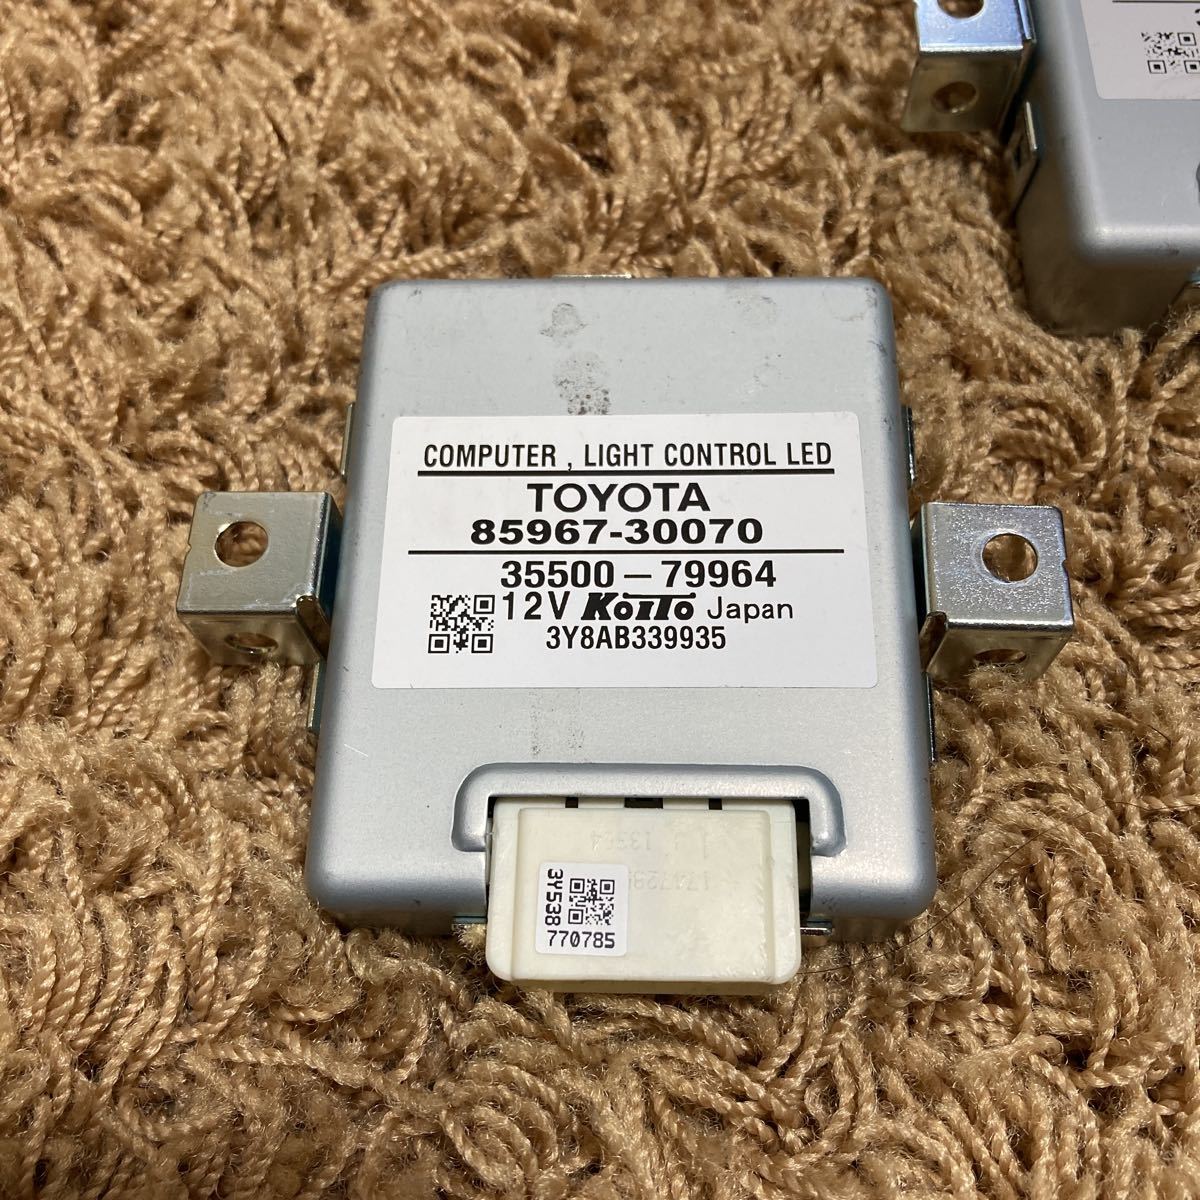 COMPUTER , LIGHT CONTROL LED
TOYOTA
85967-30070
35500-79964
12V KOITO Japan
3Y8AB339935
3Y538
770785